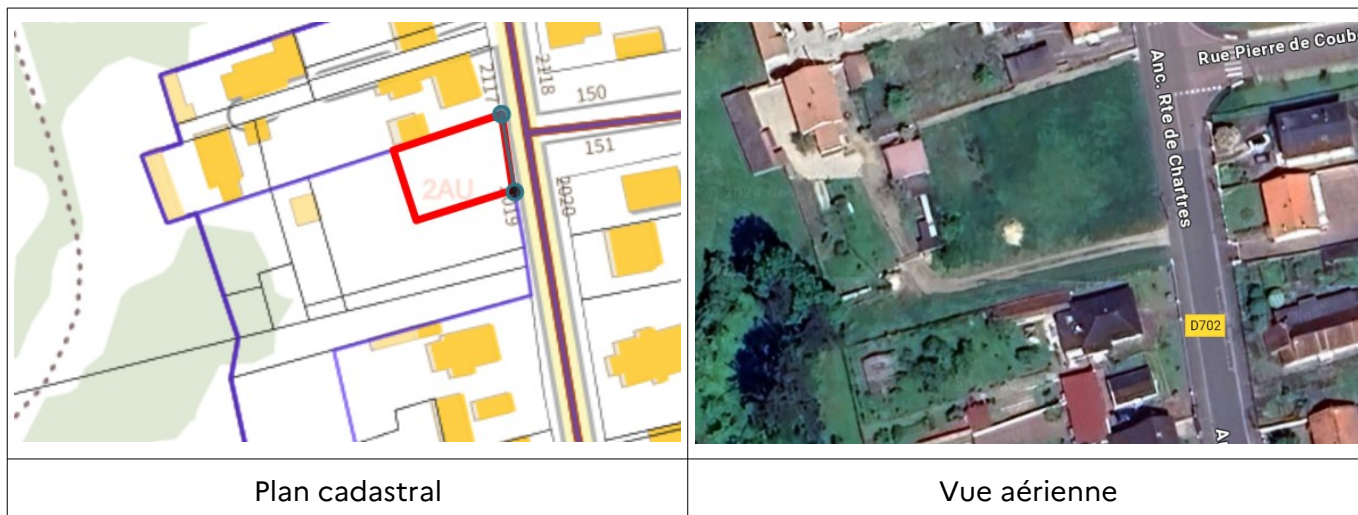 2117
2118
150
151
2AU
2020
Rue Pierre de Coub
Anc. Rte de Chartres
D702
Plan cadastral
Vue aérienne